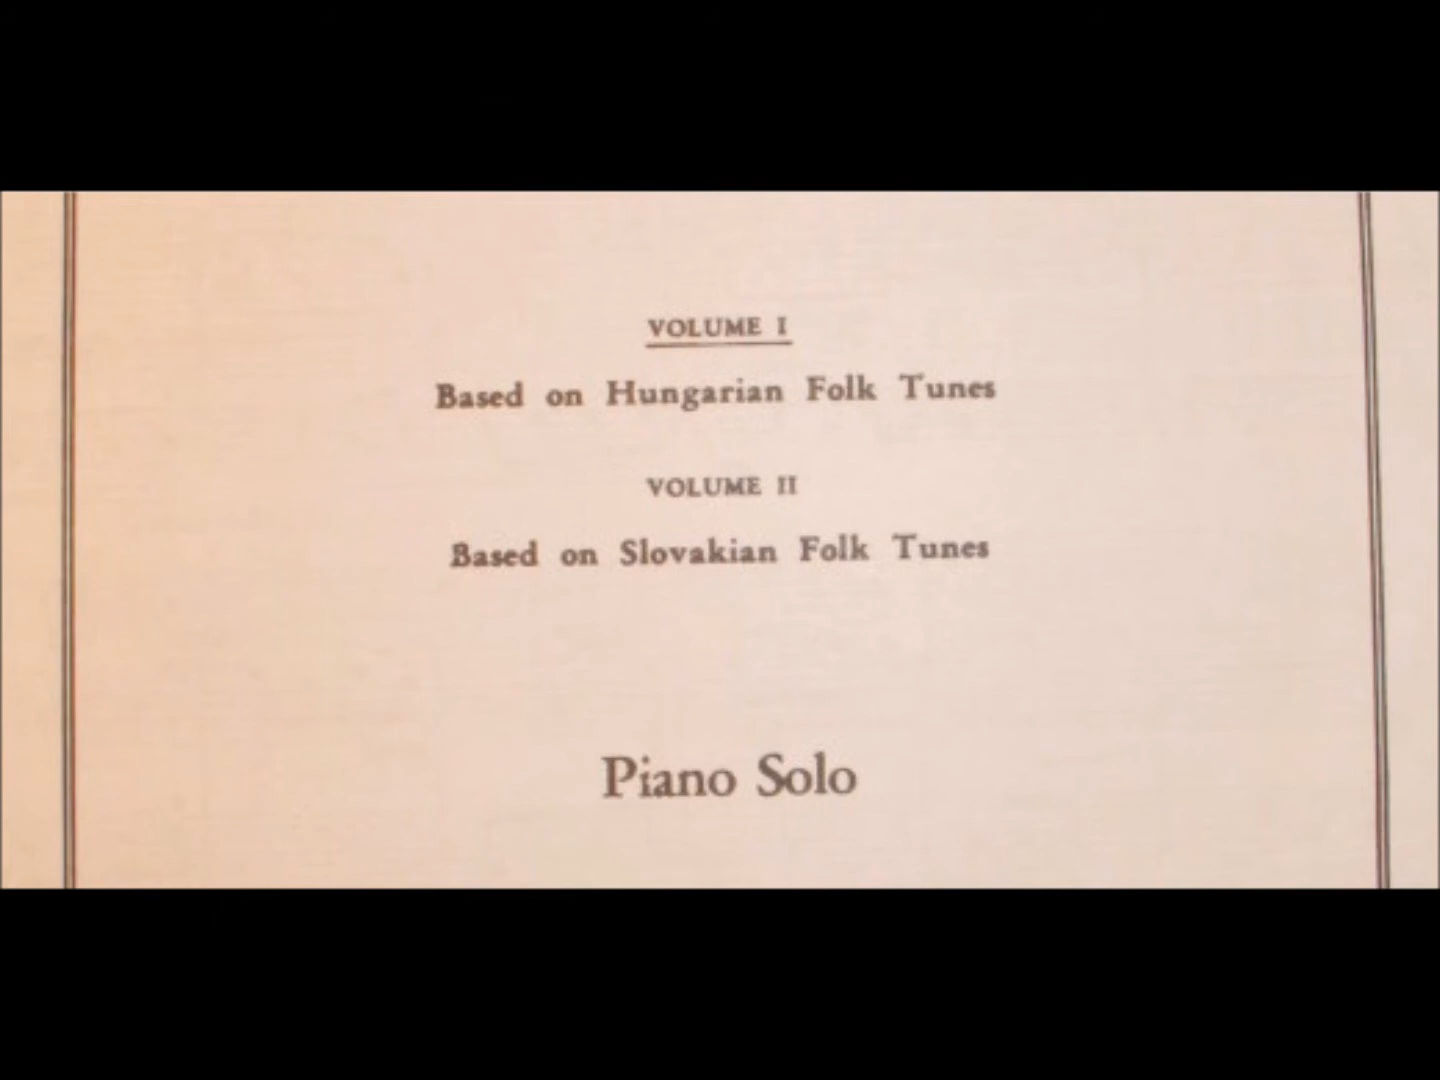 VOLUME I
Based on Hungarian Folk Tunes
VOLUME II
Based on Slovakian Folk Tunes
Piano Solo